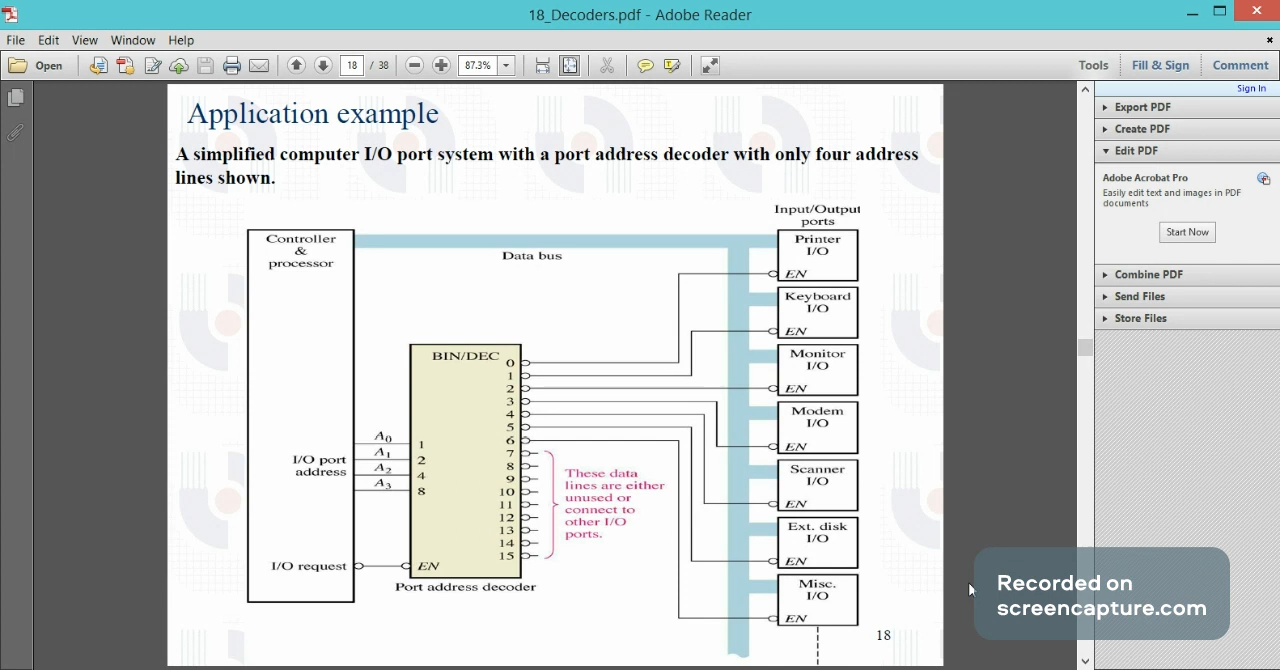 18_Decoders.pdf - Adobe Reader
File Edit View Window Help
Open 18 / 38 87.3% Tools Fill & Sign Comment
Sign In
Export PDF
Create PDF
Edit PDF
Adobe Acrobat Pro
Easily edit text and images in PDF
documents
Start Now
Combine PDF
Send Files
Store Files
Application example
A simplified computer I/O port system with a port address decoder with only four address
lines shown.
Input/Output
ports
Controller
&
processor
Data bus
Printer
I/O
EN
Keyboard
I/O
EN
Monitor
I/O
EN
Modem
I/O
EN
Scanner
I/O
EN
Ext. disk
I/O
EN
Misc.
I/O
EN
BIN/DEC
0
1
2
3
4
5
6
7
8
9
10
11
12
13
14
15
I/O port
address
A0 1
A1 2
A2 4
A3 8
I/O request
EN
Port address decoder
These data
lines are either
unused or
connect to
other I/O
ports.
18
Recorded on
screencapture.com